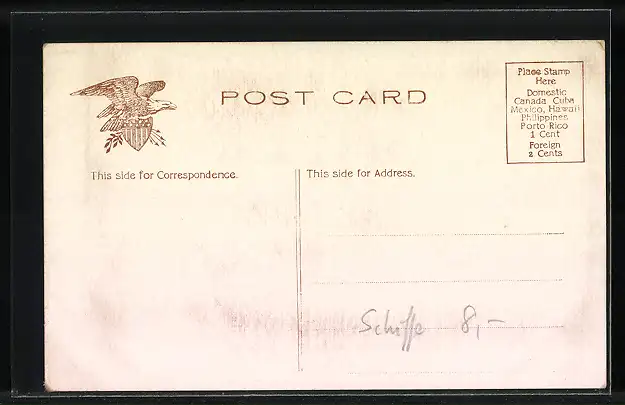 POST CARD
Place Stamp
Here
Domestic
Canada Cuba
Mexico, Hawaii
Philippines
Porto Rico
1 Cent
Foreign
2 Cents
This side for Correspondence.
This side for Address.
Schiffe 8,-